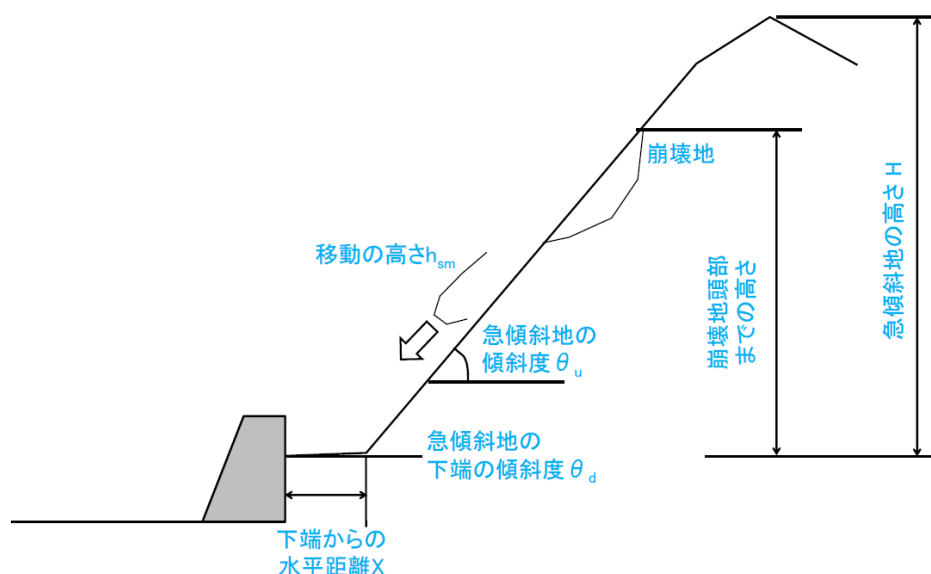 崩壊地
移動の高さhsm
急傾斜地の
傾斜度θu
崩壊地頭部
までの高さ
急傾斜地の高さH
急傾斜地の
下端の傾斜度θd
下端からの
水平距離X